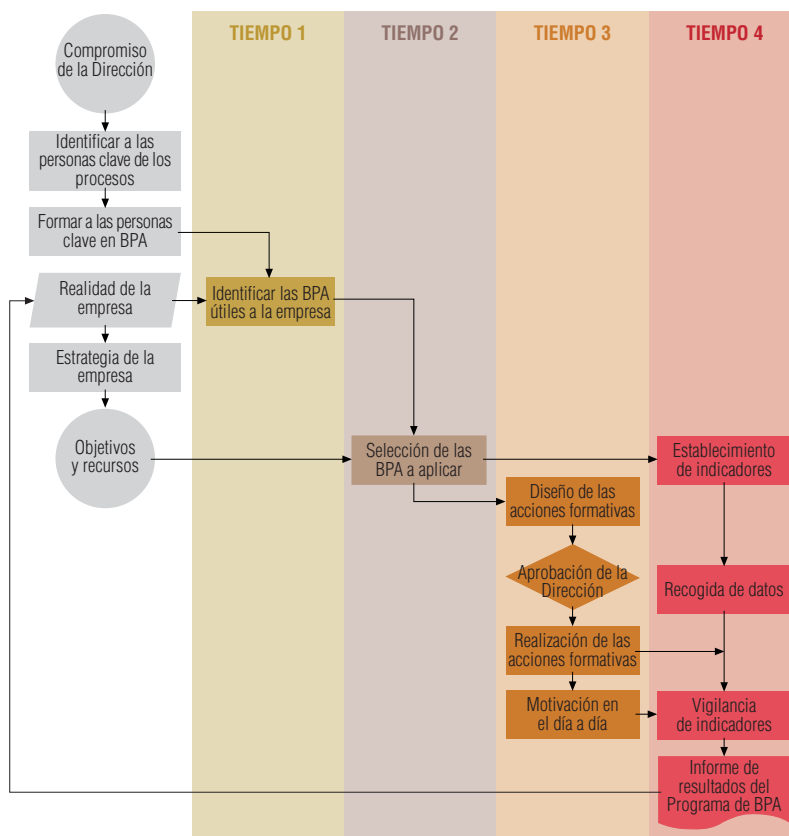 TIEMPO 1
TIEMPO 2
TIEMPO 3
TIEMPO 4
Compromiso
de la Dirección
Identificar a las
personas clave de los
procesos
Formar a las personas
clave en BPA
Realidad de la
empresa
Identificar las BPA
útiles a la empresa
Estrategia de la
empresa
Objetivos
y recursos
Selección de las
BPA a aplicar
Establecimiento
de indicadores
Diseño de las
acciones formativas
Aprobación de la
Dirección
Recogida de datos
Realización de las
acciones formativas
Motivación en
el día a día
Vigilancia
de indicadores
Informe de
resultados del
Programa de BPA